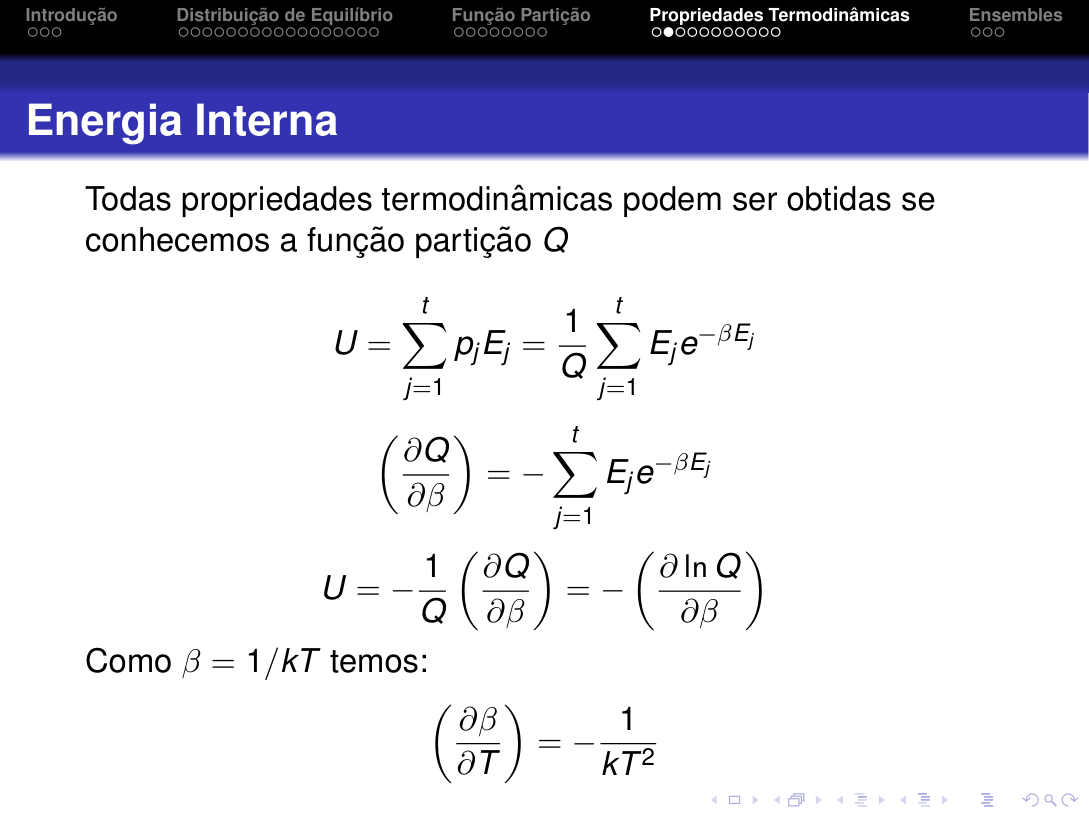 Introdução Distribuição de Equilíbrio Função Partição Propriedades Termodinâmicas Ensembles
Energia Interna
Todas propriedades termodinâmicas podem ser obtidas se
conhecemos a função partição Q
U = \sum_{j=1}^{t} p_j E_j = \frac{1}{Q} \sum_{j=1}^{t} E_j e^{-\beta E_j}
\left( \frac{\partial Q}{\partial \beta} \right) = - \sum_{j=1}^{t} E_j e^{-\beta E_j}
U = - \frac{1}{Q} \left( \frac{\partial Q}{\partial \beta} \right) = - \left( \frac{\partial \ln Q}{\partial \beta} \right)
Como β = 1/kT temos:
\left( \frac{\partial \beta}{\partial T} \right) = - \frac{1}{kT^2}